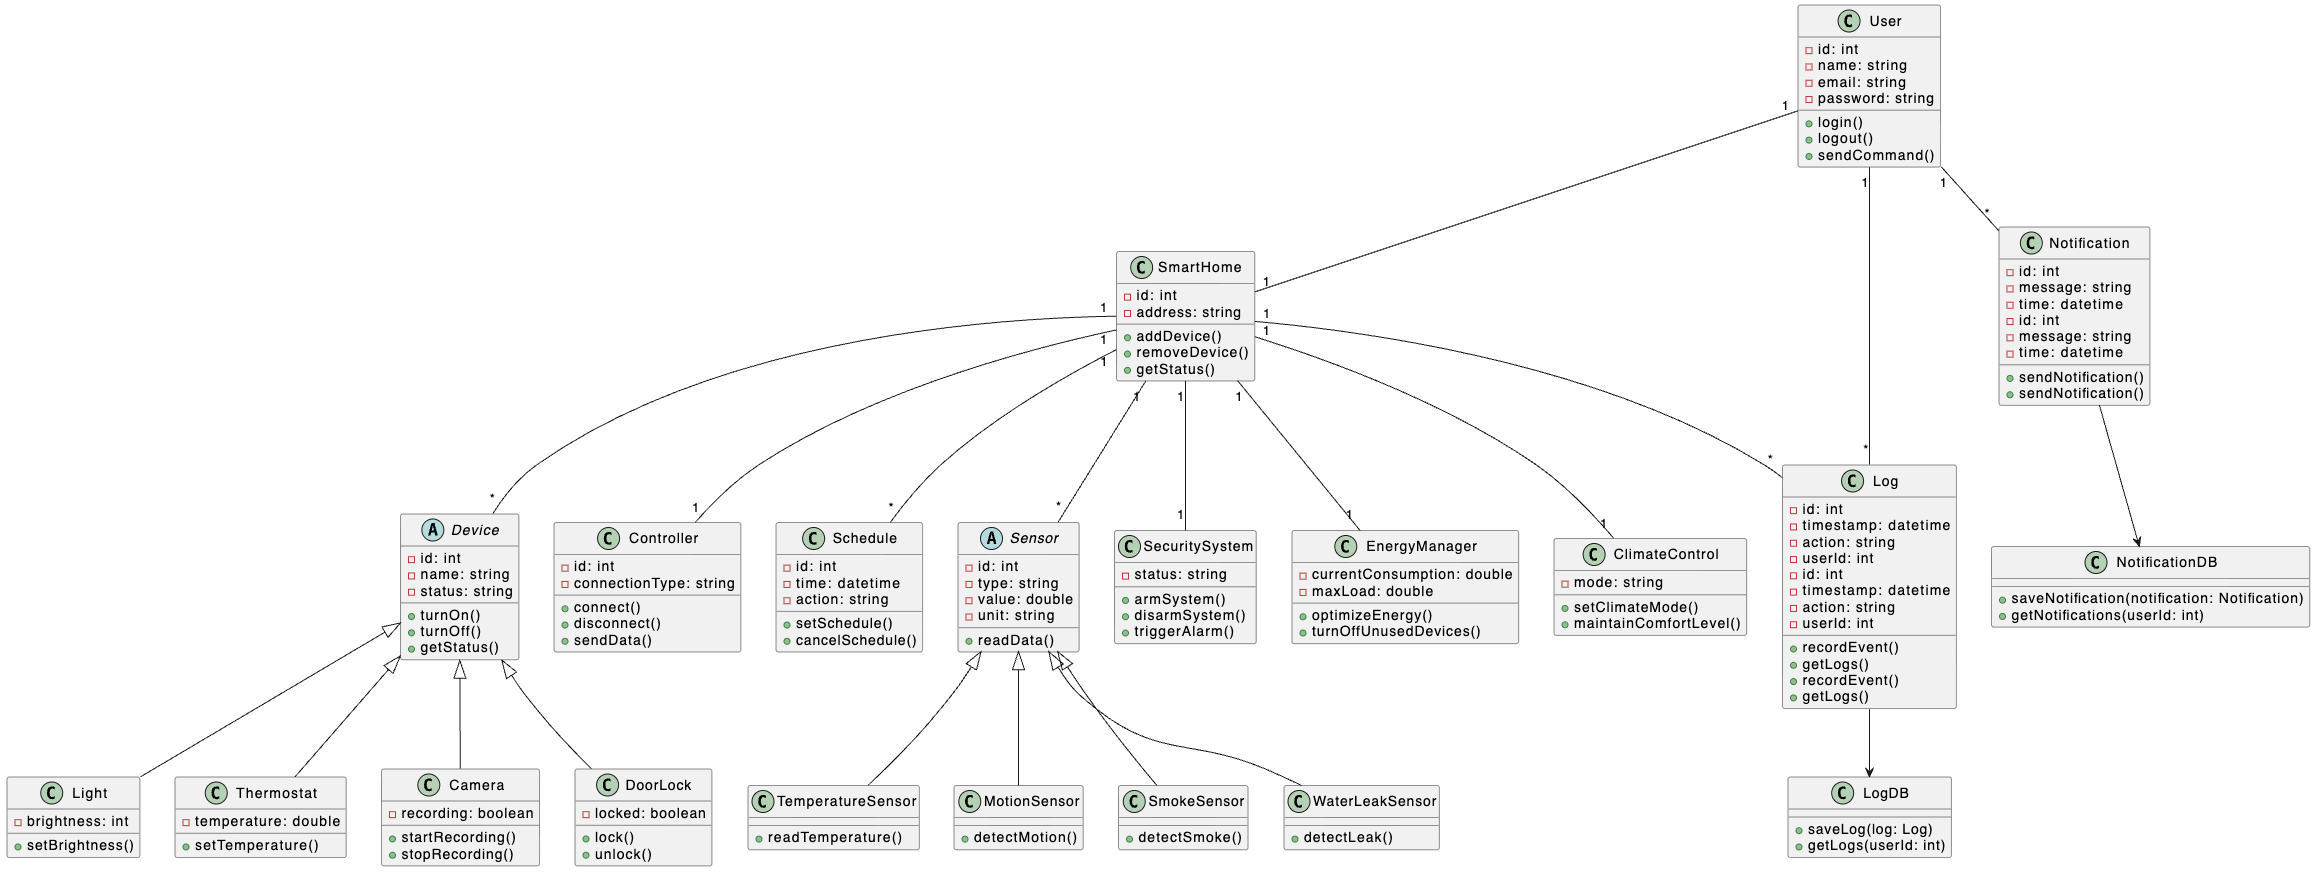 C User
id: int
name: string
email: string
password: string
login()
logout()
sendCommand()
1
1
1
1
*
*
1
C SmartHome
id: int
address: string
addDevice()
removeDevice()
getStatus()
1
1
1
1
1
1
1
1
C Notification
id: int
message: string
time: datetime
id: int
message: string
time: datetime
sendNotification()
sendNotification()
*
1
*
*
1
1
1
*
A Device
id: int
name: string
status: string
turnOn()
turnOff()
getStatus()
C Controller
id: int
connectionType: string
connect()
disconnect()
sendData()
C Schedule
id: int
time: datetime
action: string
setSchedule()
cancelSchedule()
A Sensor
id: int
type: string
value: double
unit: string
readData()
C SecuritySystem
status: string
armSystem()
disarmSystem()
triggerAlarm()
C EnergyManager
currentConsumption: double
maxLoad: double
optimizeEnergy()
turnOffUnusedDevices()
C ClimateControl
mode: string
setClimateMode()
maintainComfortLevel()
C Log
id: int
timestamp: datetime
action: string
userId: int
id: int
timestamp: datetime
action: string
userId: int
recordEvent()
getLogs()
recordEvent()
getLogs()
C NotificationDB
saveNotification(notification: Notification)
getNotifications(userId: int)
C Light
brightness: int
setBrightness()
C Thermostat
temperature: double
setTemperature()
C Camera
recording: boolean
startRecording()
stopRecording()
C DoorLock
locked: boolean
lock()
unlock()
C TemperatureSensor
readTemperature()
C MotionSensor
detectMotion()
C SmokeSensor
detectSmoke()
C WaterLeakSensor
detectLeak()
C LogDB
saveLog(log: Log)
getLogs(userId: int)